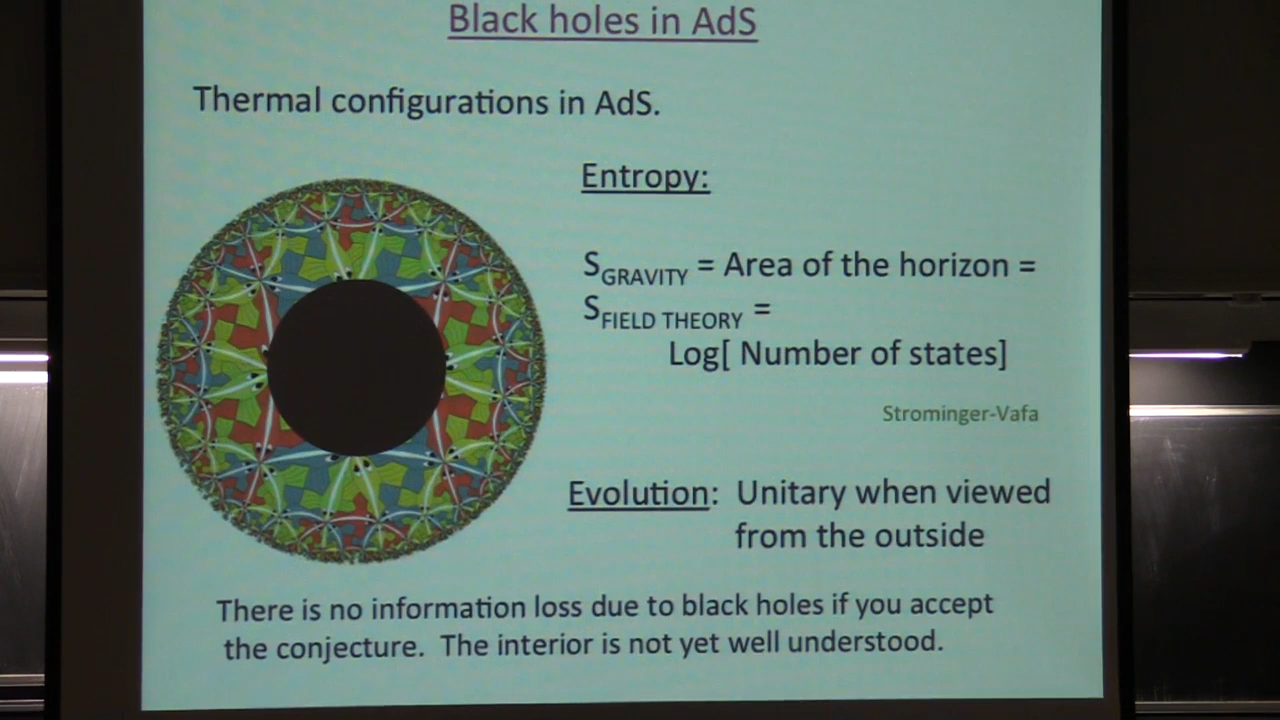 Black holes in AdS
Thermal configurations in AdS.
Entropy:
S_GRAVITY = Area of the horizon =
S_FIELD THEORY =
Log[ Number of states]
Strominger-Vafa
Evolution: Unitary when viewed
from the outside
There is no information loss due to black holes if you accept
the conjecture. The interior is not yet well understood.